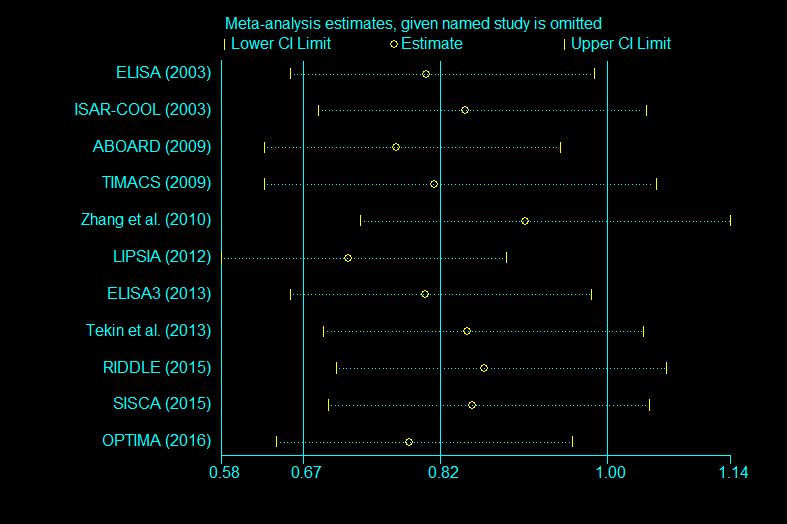 Meta-analysis estimates, given named study is omitted
Lower CI Limit Estimate Upper CI Limit
ELISA (2003)
ISAR-COOL (2003)
ABOARD (2009)
TIMACS (2009)
Zhang et al. (2010)
LIPSIA (2012)
ELISA3 (2013)
Tekin et al. (2013)
RIDDLE (2015)
SISCA (2015)
OPTIMA (2016)
0.58 0.67 0.82 1.00 1.14